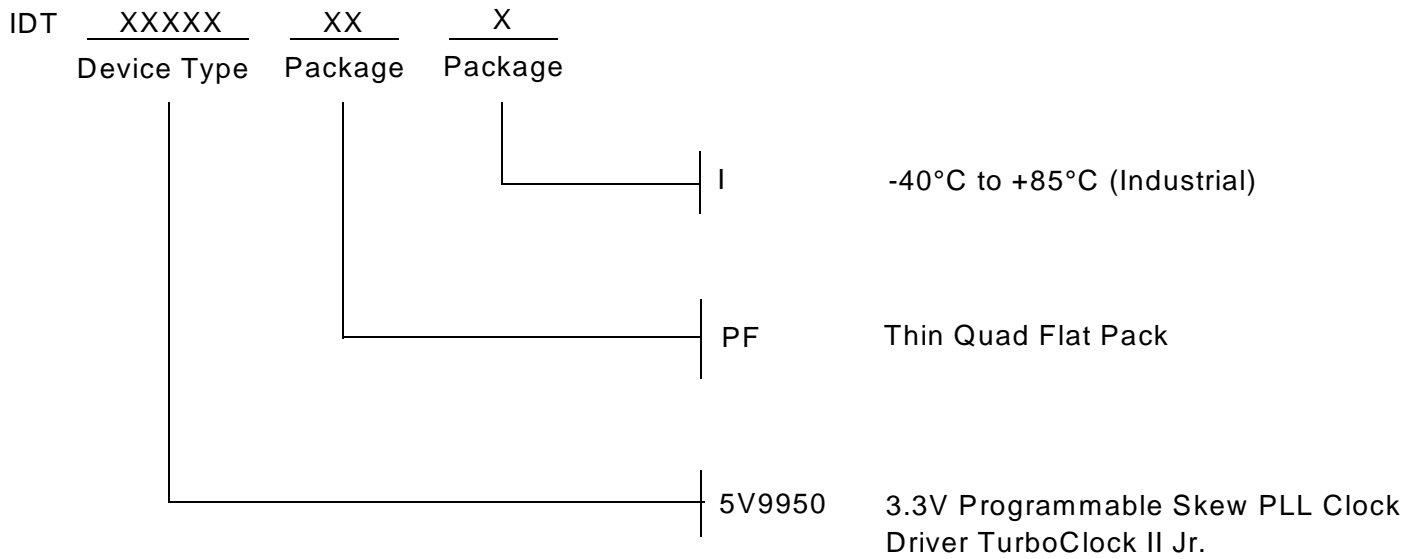 IDT XXXXX XX X
Device Type Package Package
I -40°C to +85°C (Industrial)
PF Thin Quad Flat Pack
5V9950 3.3V Programmable Skew PLL Clock
Driver TurboClock II Jr.